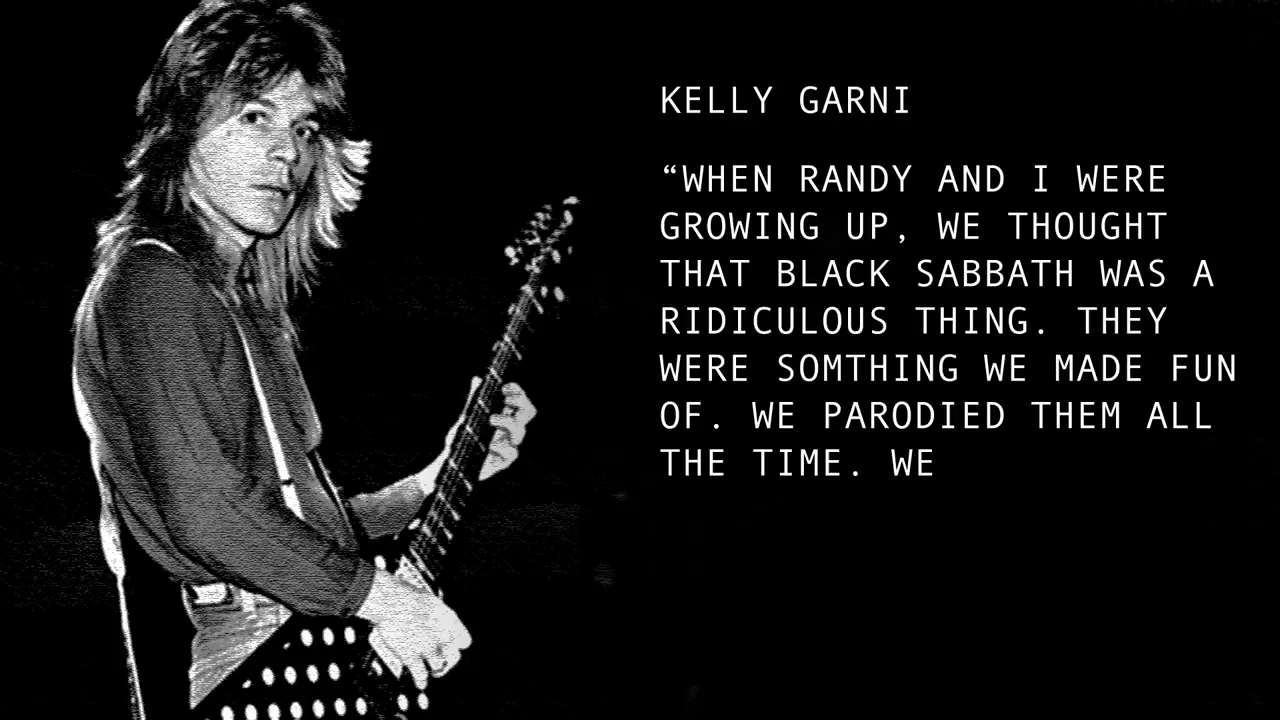 KELLY GARNI
“WHEN RANDY AND I WERE
GROWING UP, WE THOUGHT
THAT BLACK SABBATH WAS A
RIDICULOUS THING. THEY
WERE SOMTHING WE MADE FUN
OF. WE PARODIED THEM ALL
THE TIME. WE